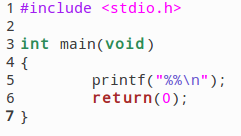 1 #include <stdio.h>
2
3 int main(void)
4 {
5         printf("%%\n");
6         return(0);
7 }